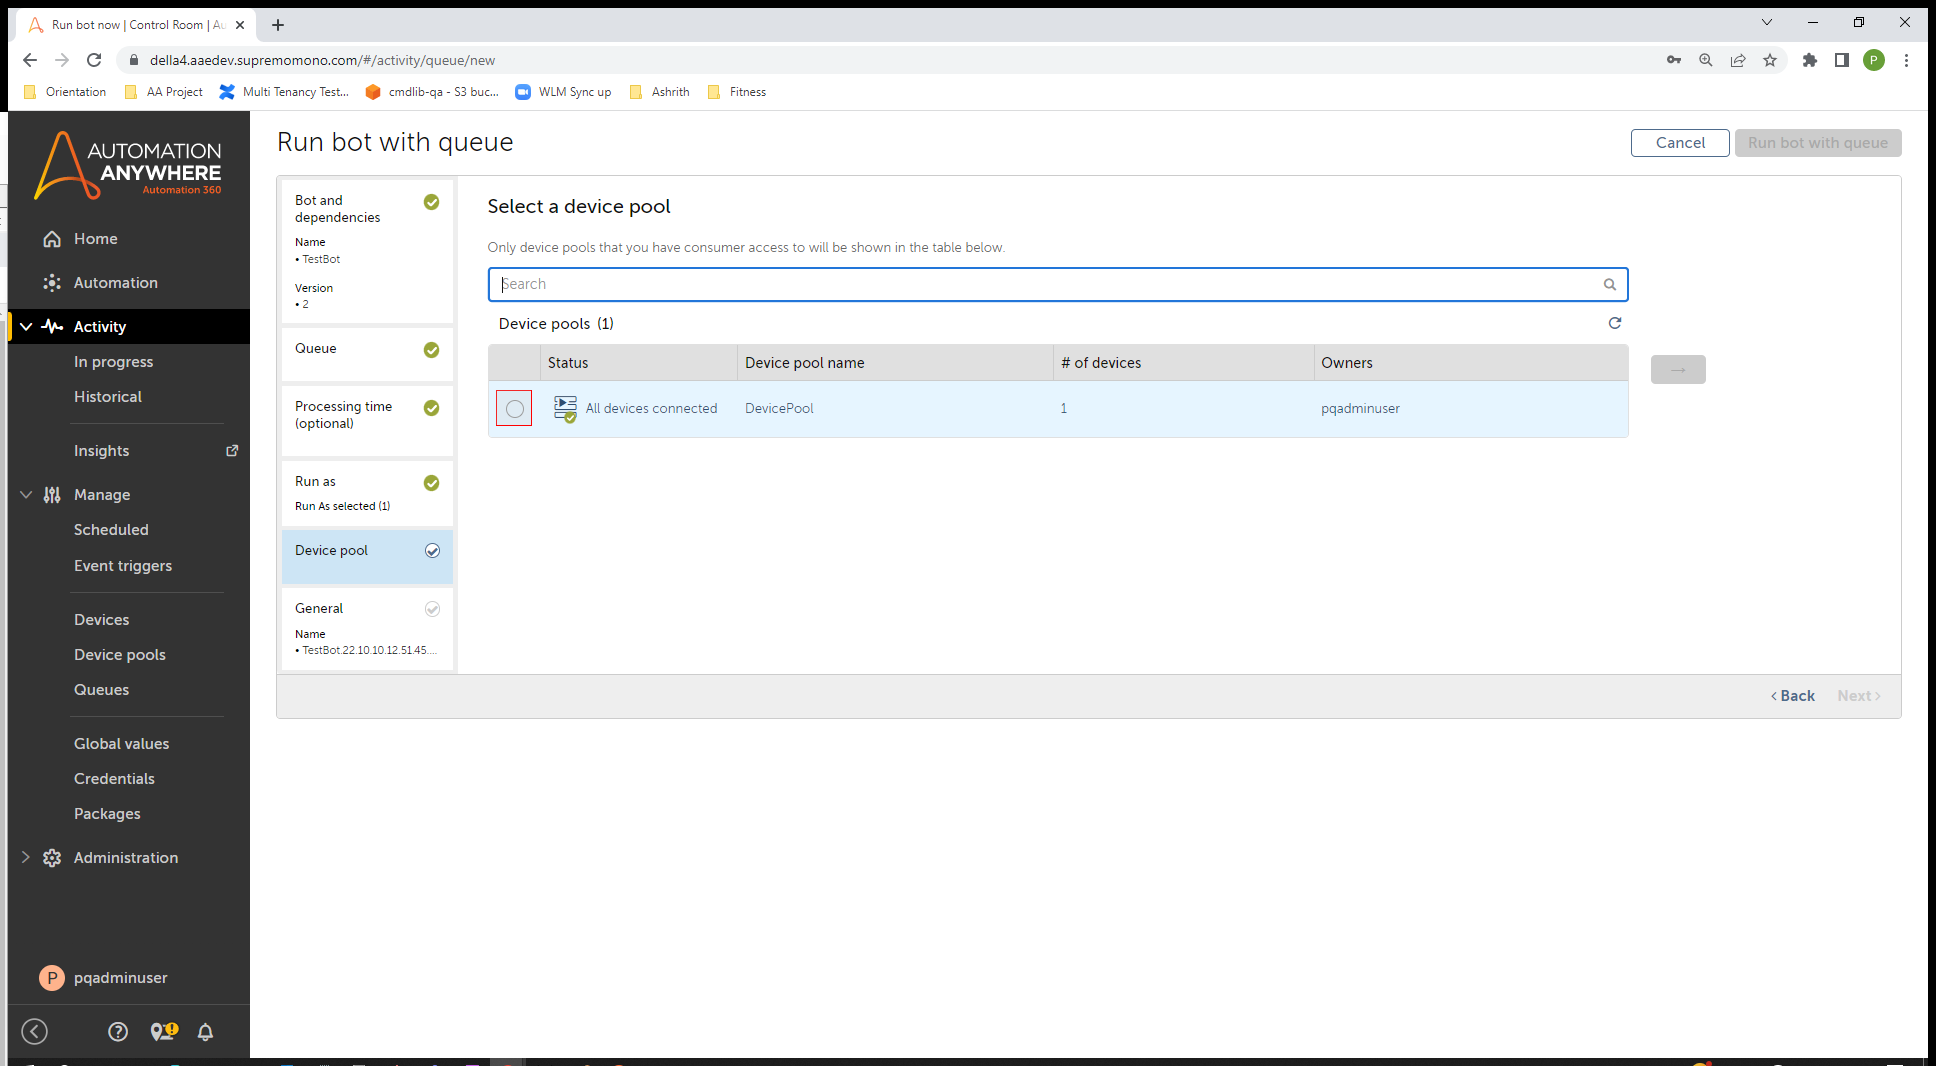 Run bot now | Control Room | Au
della4.aaedev.supremomono.com/#/activity/queue/new
P
Orientation
AA Project
Multi Tenancy Test...
cmdlib-qa - S3 buc...
WLM Sync up
Ashrith
Fitness
AUTOMATION
ANYWHERE
Automation 360
Home
Automation
Activity
In progress
Historical
Insights
Manage
Scheduled
Event triggers
Devices
Device pools
Queues
Global values
Credentials
Packages
Administration
P pqadminuser
Run bot with queue
Cancel
Run bot with queue
Bot and
dependencies
Name
• TestBot
Version
• 2
Queue
Processing time
(optional)
Run as
Run As selected (1)
Device pool
General
Name
• TestBot.22.10.10.12.51.45....
Select a device pool
Only device pools that you have consumer access to will be shown in the table below.
Search
Device pools (1)
Status Device pool name # of devices Owners
All devices connected DevicePool 1 pqadminuser
Back Next